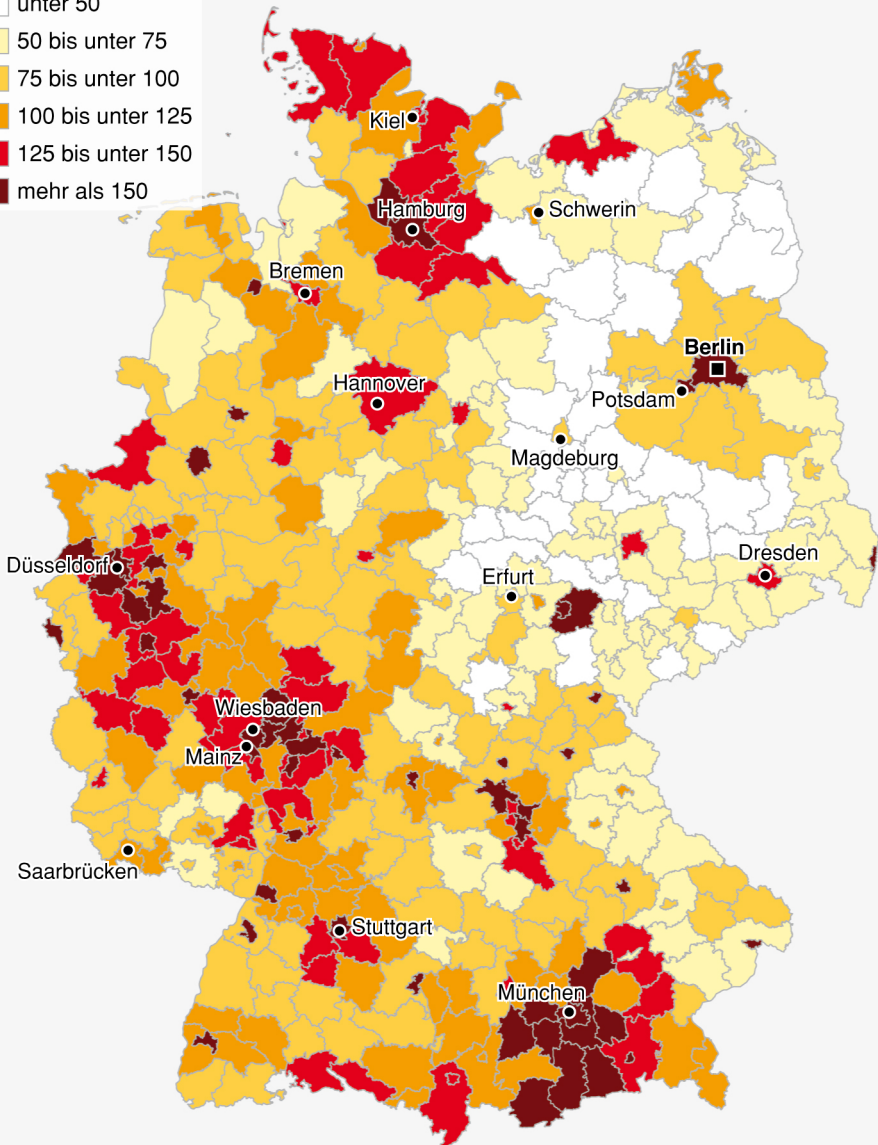 unter 50
50 bis unter 75
75 bis unter 100
100 bis unter 125
125 bis unter 150
mehr als 150
Kiel
Hamburg
Schwerin
Bremen
Berlin
Hannover
Potsdam
Magdeburg
Düsseldorf
Dresden
Erfurt
Wiesbaden
Mainz
Saarbrücken
Stuttgart
München